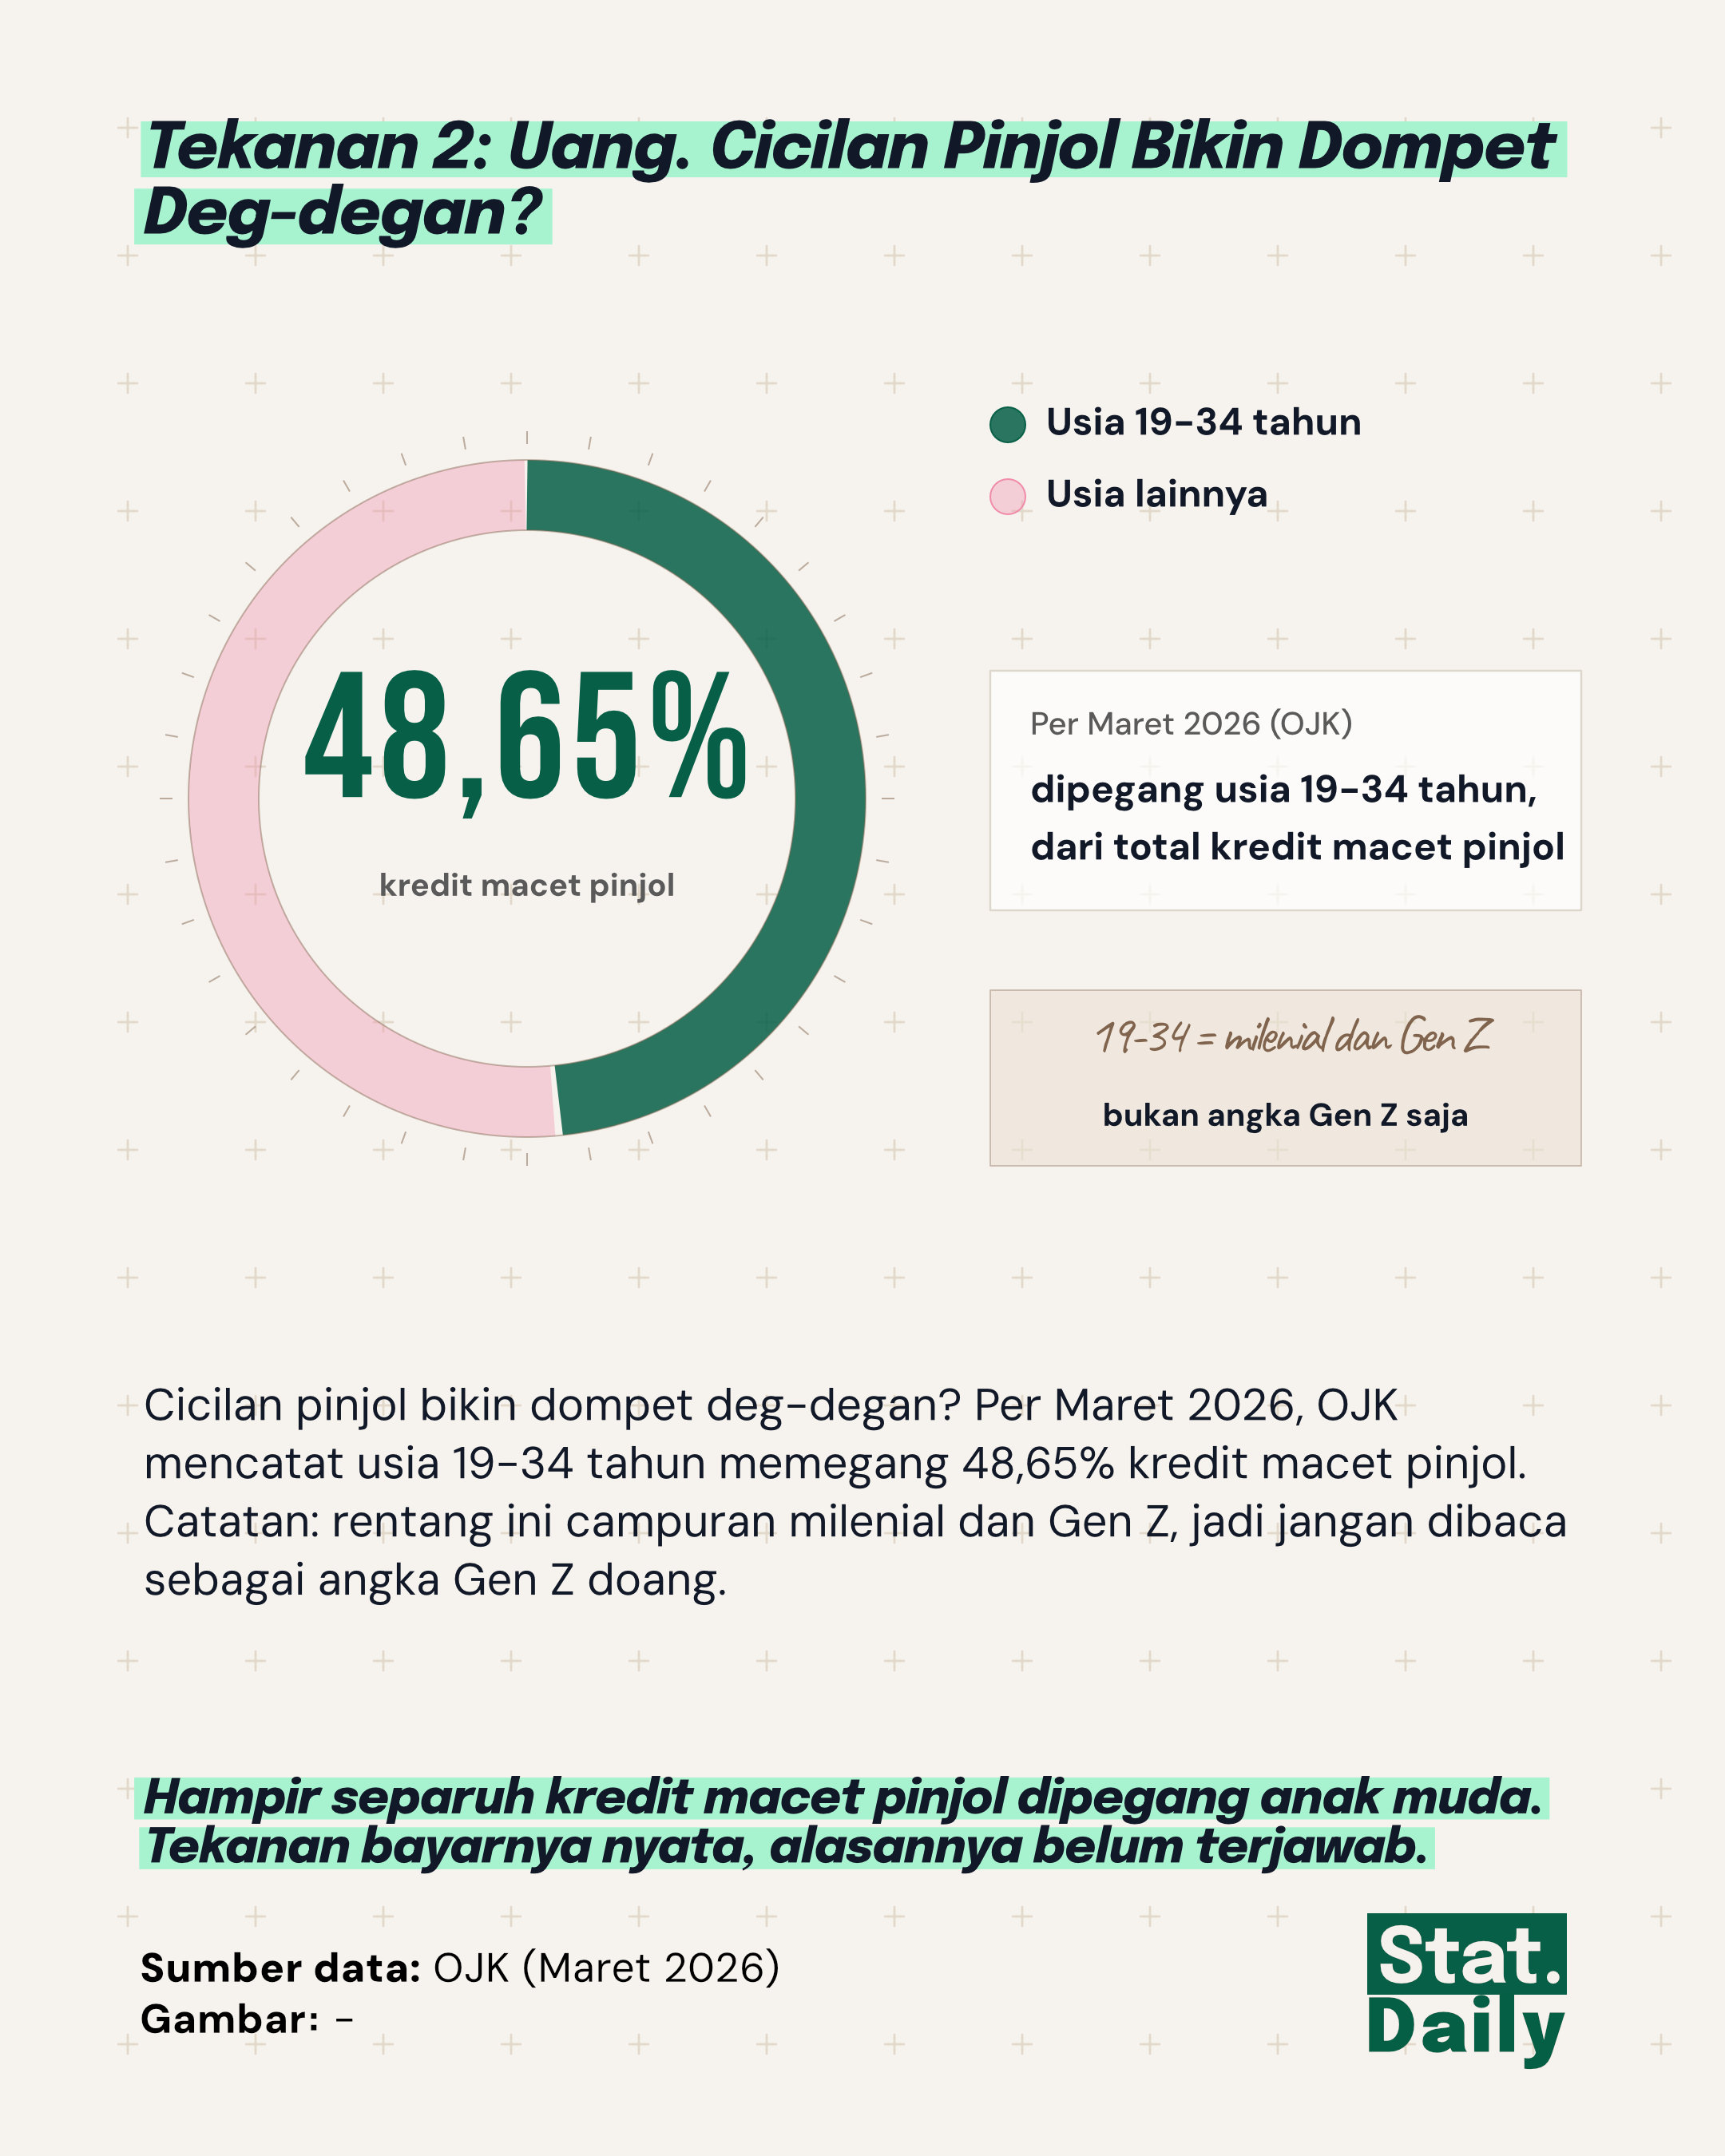 Tekanan 2: Uang. Cicilan Pinjol Bikin Dompet
Deg-degan?
Usia 19-34 tahun
Usia lainnya
48,65%
kredit macet pinjol
Per Maret 2026 (OJK)
dipegang usia 19-34 tahun,
dari total kredit macet pinjol
19-34 = milenial dan Gen Z
bukan angka Gen Z saja
Cicilan pinjol bikin dompet deg-degan? Per Maret 2026, OJK
mencatat usia 19-34 tahun memegang 48,65% kredit macet pinjol.
Catatan: rentang ini campuran milenial dan Gen Z, jadi jangan dibaca
sebagai angka Gen Z doang.
Hampir separuh kredit macet pinjol dipegang anak muda.
Tekanan bayarnya nyata, alasannya belum terjawab.
Sumber data: OJK (Maret 2026)
Gambar: -
Stat.
Daily